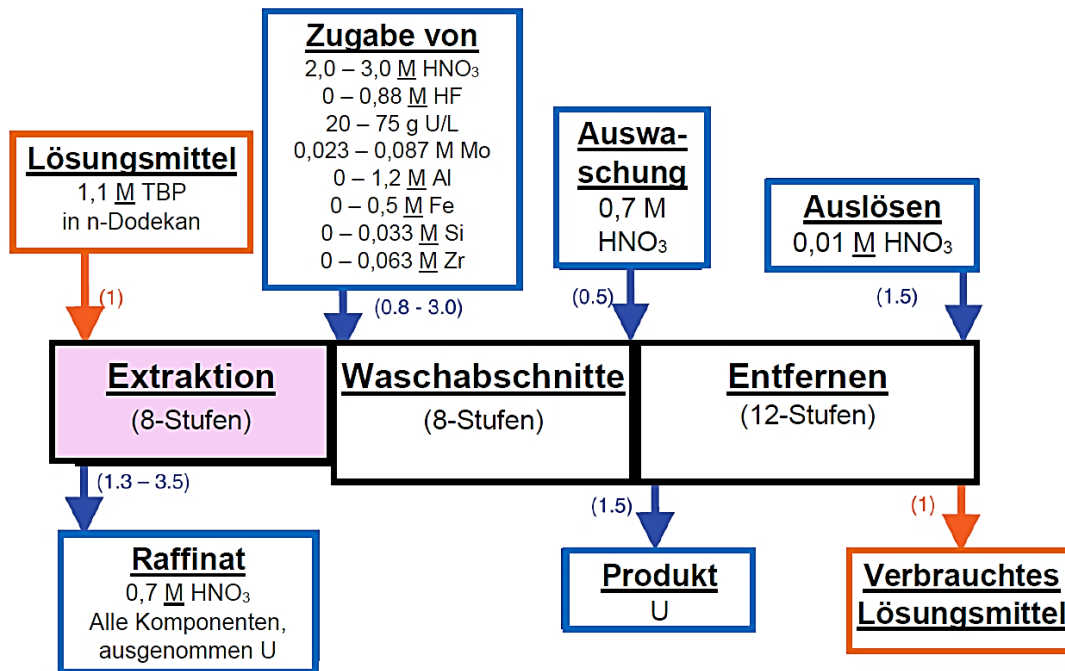 Zugabe von
2,0 – 3,0 M HNO₃
0 – 0,88 M HF
20 – 75 g U/L
0,023 – 0,087 M Mo
0 – 1,2 M Al
0 – 0,5 M Fe
0 – 0,033 M Si
0 – 0,063 M Zr
Lösungsmittel
1,1 M TBP
in n-Dodekan
Auswa-
schung
0,7 M
HNO₃
Auslösen
0,01 M HNO₃
(1)
(0.8 - 3.0)
(0.5)
(1.5)
Extraktion
(8-Stufen)
Waschabschnitte
(8-Stufen)
Entfernen
(12-Stufen)
(1.3 – 3.5)
(1.5)
(1)
Raffinat
0,7 M HNO₃
Alle Komponenten,
ausgenommen U
Produkt
U
Verbrauchtes
Lösungsmittel